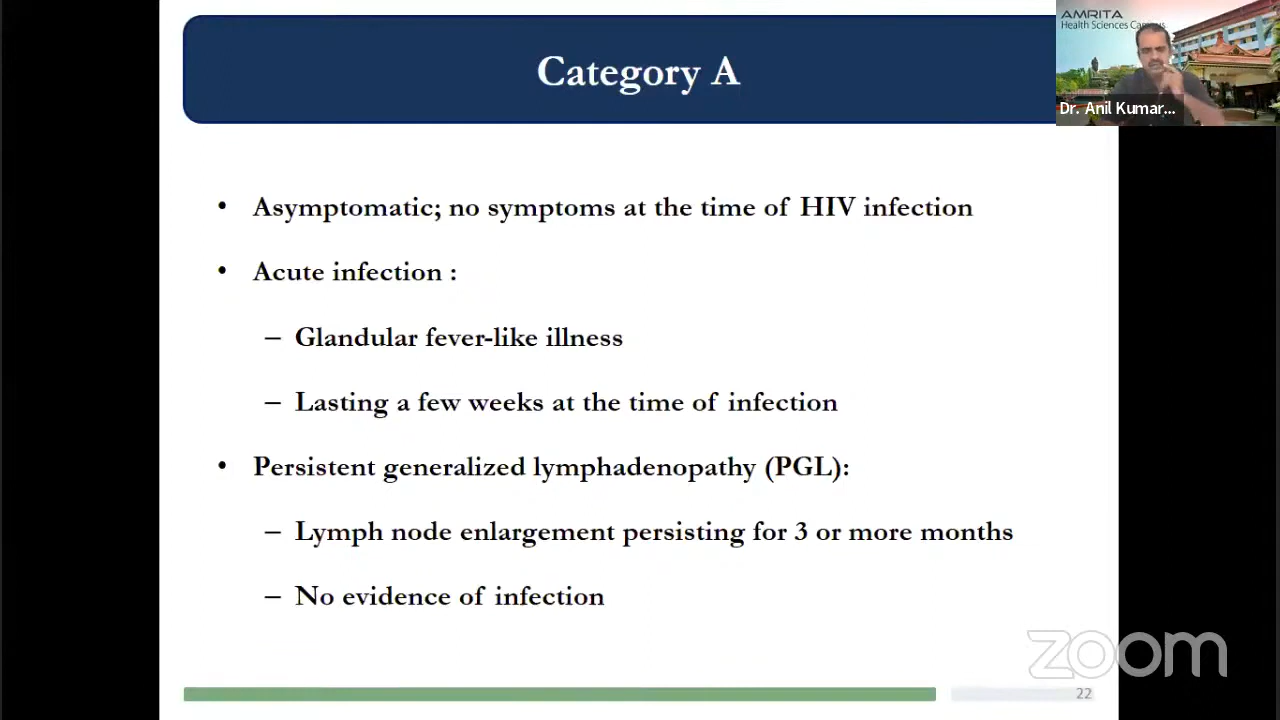 Category A
AMRITA
Health Sciences Campus
Dr. Anil Kumar...
• Asymptomatic; no symptoms at the time of HIV infection
• Acute infection :
– Glandular fever-like illness
– Lasting a few weeks at the time of infection
• Persistent generalized lymphadenopathy (PGL):
– Lymph node enlargement persisting for 3 or more months
– No evidence of infection
zoom
22